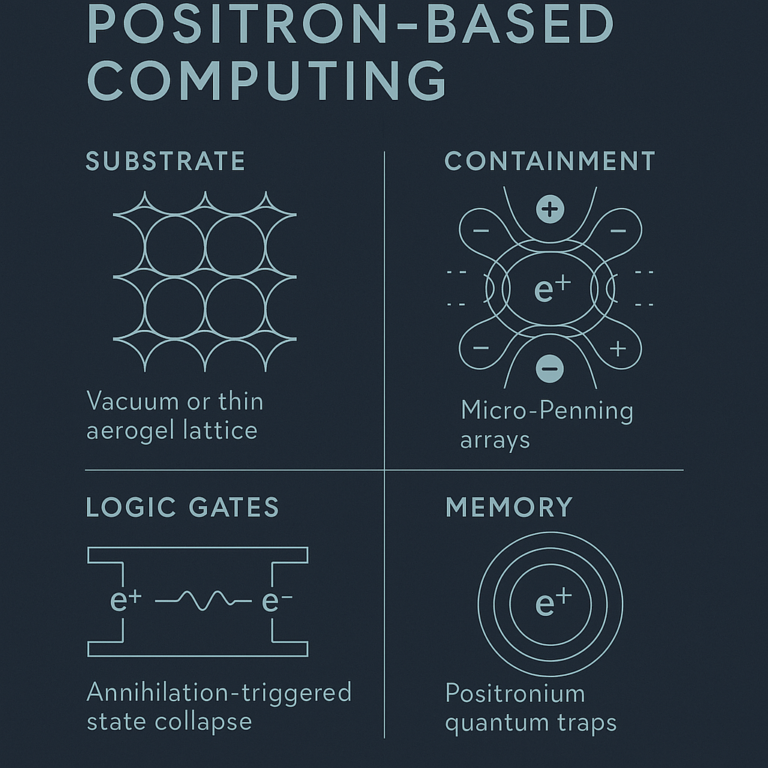 POSITRON-BASED
COMPUTING
SUBSTRATE
Vacuum or thin
aerogel lattice
CONTAINMENT
+
− −
e⁺
− +
−
Micro-Penning
arrays
LOGIC GATES
e⁺ e⁻
Annihilation-triggered
state collapse
MEMORY
e⁺
Positronium
quantum traps